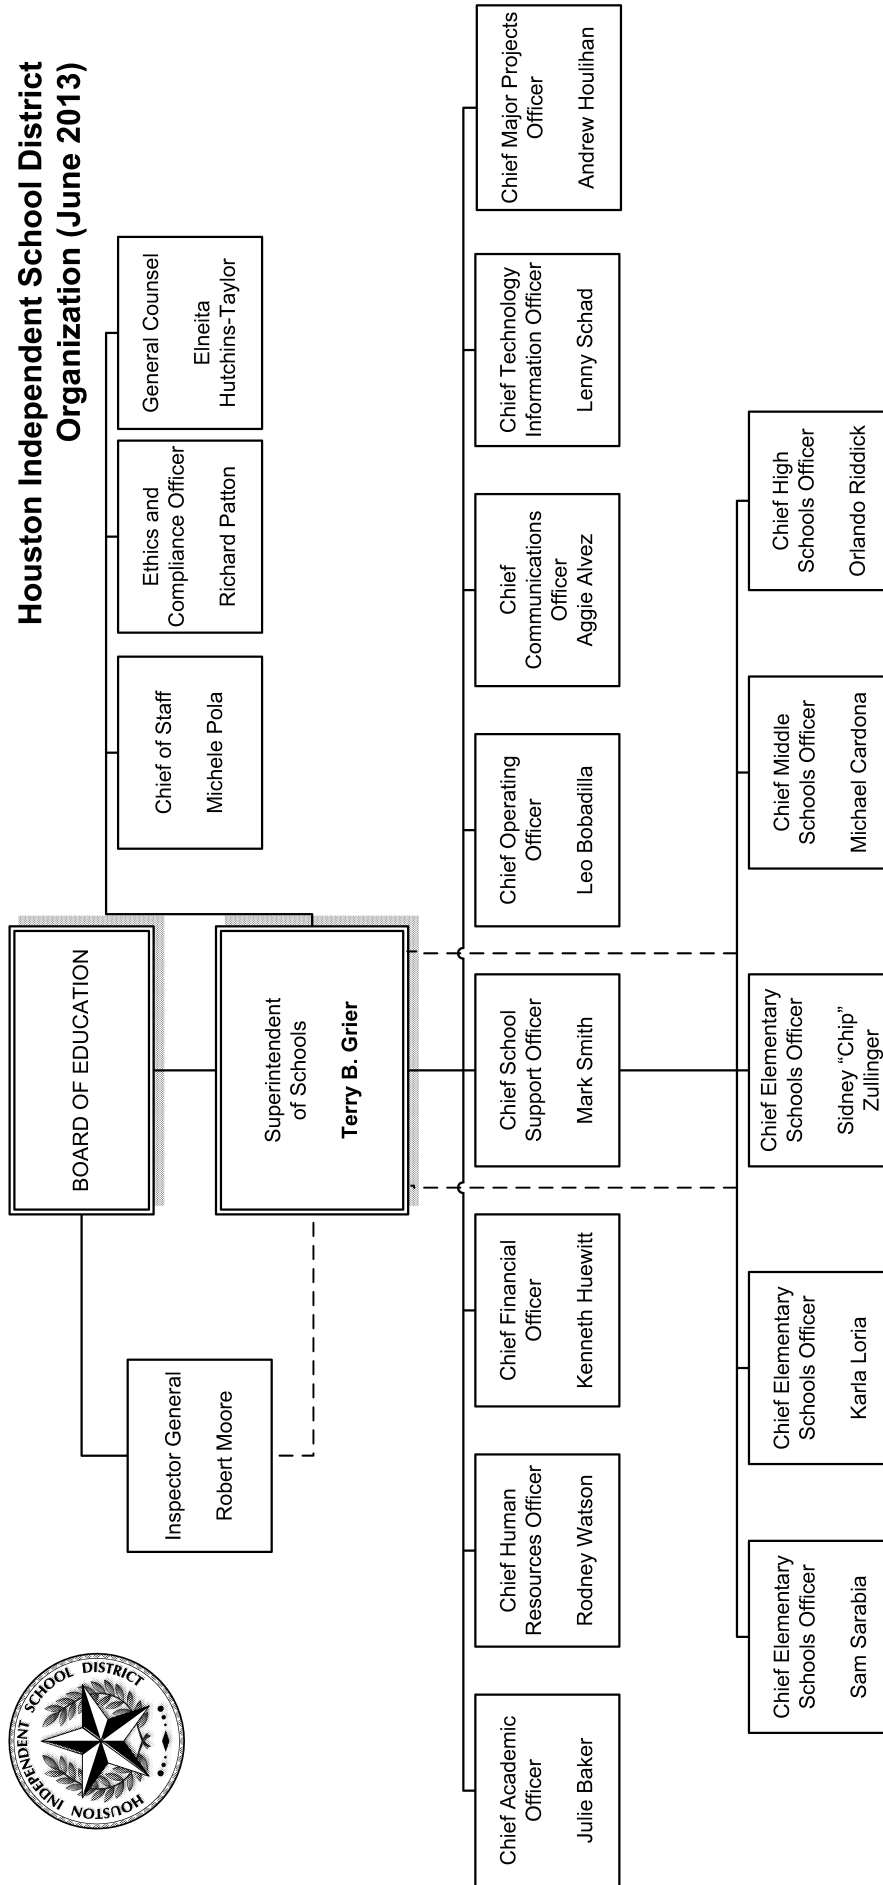 Houston Independent School District
Organization (June 2013)
HOUSTON INDEPENDENT SCHOOL DISTRICT
BOARD OF EDUCATION
Inspector General
Robert Moore
Superintendent
of Schools
Terry B. Grier
Chief of Staff
Michele Pola
Ethics and
Compliance Officer
Richard Patton
General Counsel
Elneita
Hutchins-Taylor
Chief Academic
Officer
Julie Baker
Chief Human
Resources Officer
Rodney Watson
Chief Financial
Officer
Kenneth Huewitt
Chief School
Support Officer
Mark Smith
Chief Operating
Officer
Leo Bobadilla
Chief
Communications
Officer
Aggie Alvez
Chief Technology
Information Officer
Lenny Schad
Chief Major Projects
Officer
Andrew Houlihan
Chief Elementary
Schools Officer
Sam Sarabia
Chief Elementary
Schools Officer
Karla Loria
Chief Elementary
Schools Officer
Sidney “Chip”
Zullinger
Chief Middle
Schools Officer
Michael Cardona
Chief High
Schools Officer
Orlando Riddick